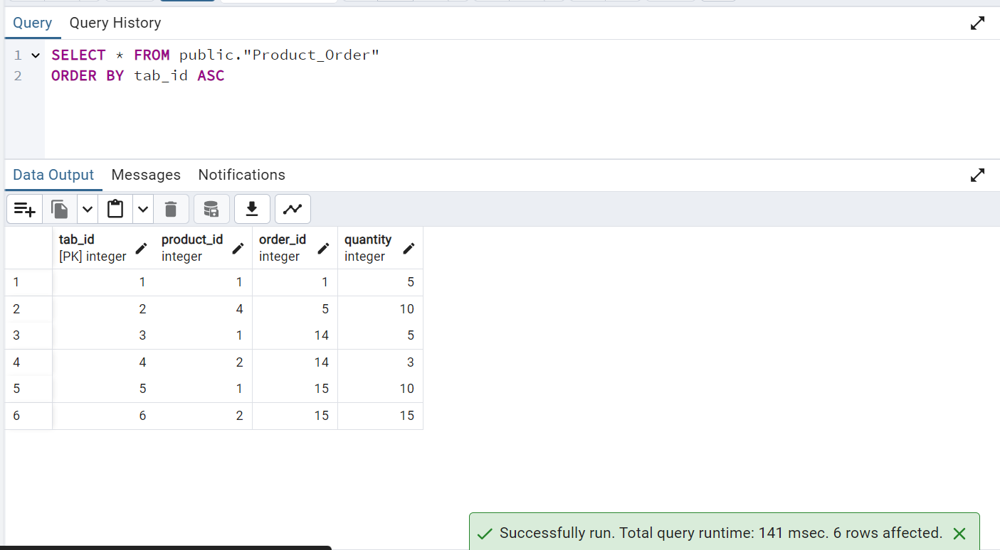 Query Query History
1 SELECT * FROM public."Product_Order"
2 ORDER BY tab_id ASC
Data Output Messages Notifications
tab_id product_id order_id quantity
[PK] integer integer integer integer
1 1 1 1 5
2 2 4 5 10
3 3 1 14 5
4 4 2 14 3
5 5 1 15 10
6 6 2 15 15
Successfully run. Total query runtime: 141 msec. 6 rows affected.